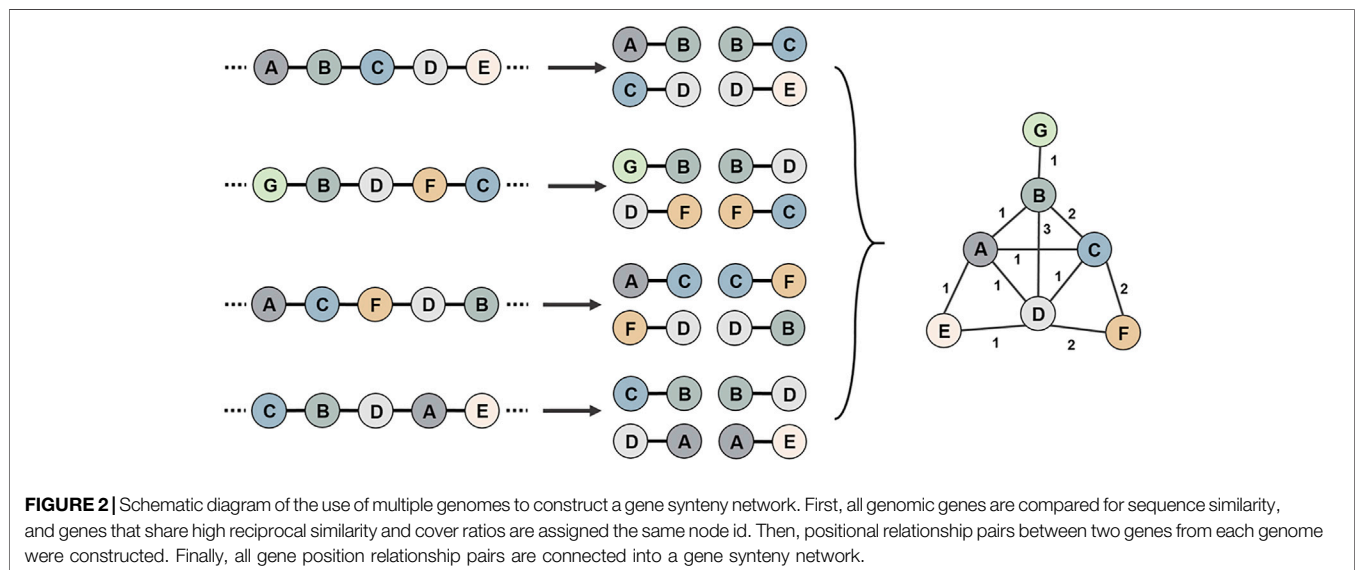 A B C D E
A B B C
C D D E
G B D F C
G B B D
D F F C
A C F D B
A C C F
F D D B
C B D A E
C B B D
D A A E
G
1
B
1 2
3
A C
1
1 1
1 2
E D F
1 2
FIGURE 2 | Schematic diagram of the use of multiple genomes to construct a gene synteny network. First, all genomic genes are compared for sequence similarity,
and genes that share high reciprocal similarity and cover ratios are assigned the same node id. Then, positional relationship pairs between two genes from each genome
were constructed. Finally, all gene position relationship pairs are connected into a gene synteny network.